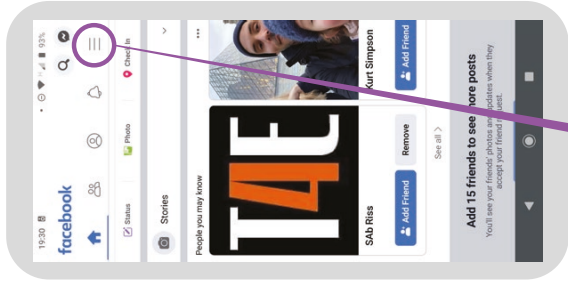 19:30
93%
facebook
Status
Photo
Check In
Stories
People you may know
T4E
SAb Riss
Add Friend
Remove
Kurt Simpson
Add Friend
See all
Add 15 friends to see more posts
You'll see your friends' photos and updates when they
accept your friend request.